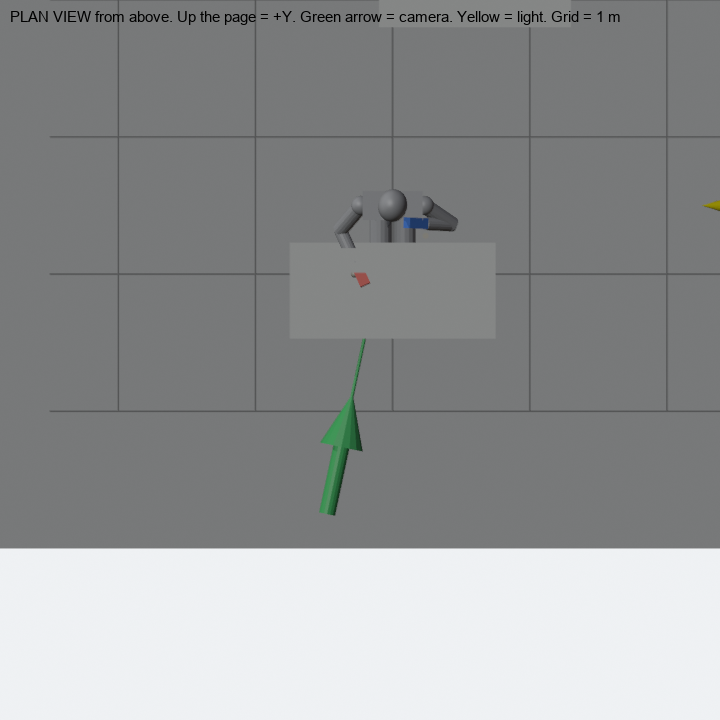 PLAN VIEW from above. Up the page = +Y. Green arrow = camera. Yellow = light. Grid = 1 m